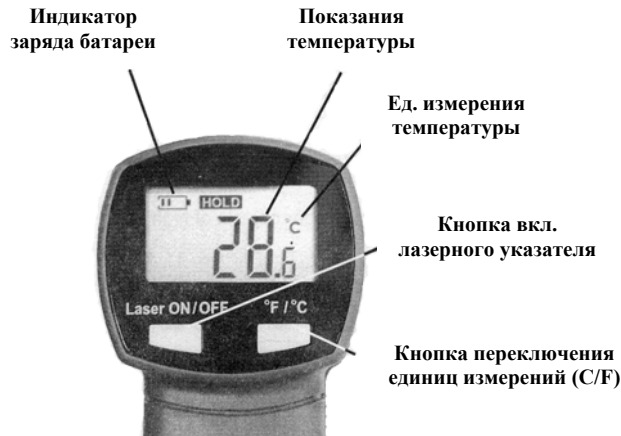 Индикатор
заряда батареи
Показания
температуры
Ед. измерения
температуры
HOLD
°C
28.6
Кнопка вкл.
лазерного указателя
Laser ON/OFF
°F / °C
Кнопка переключения
единиц измерений (C/F)